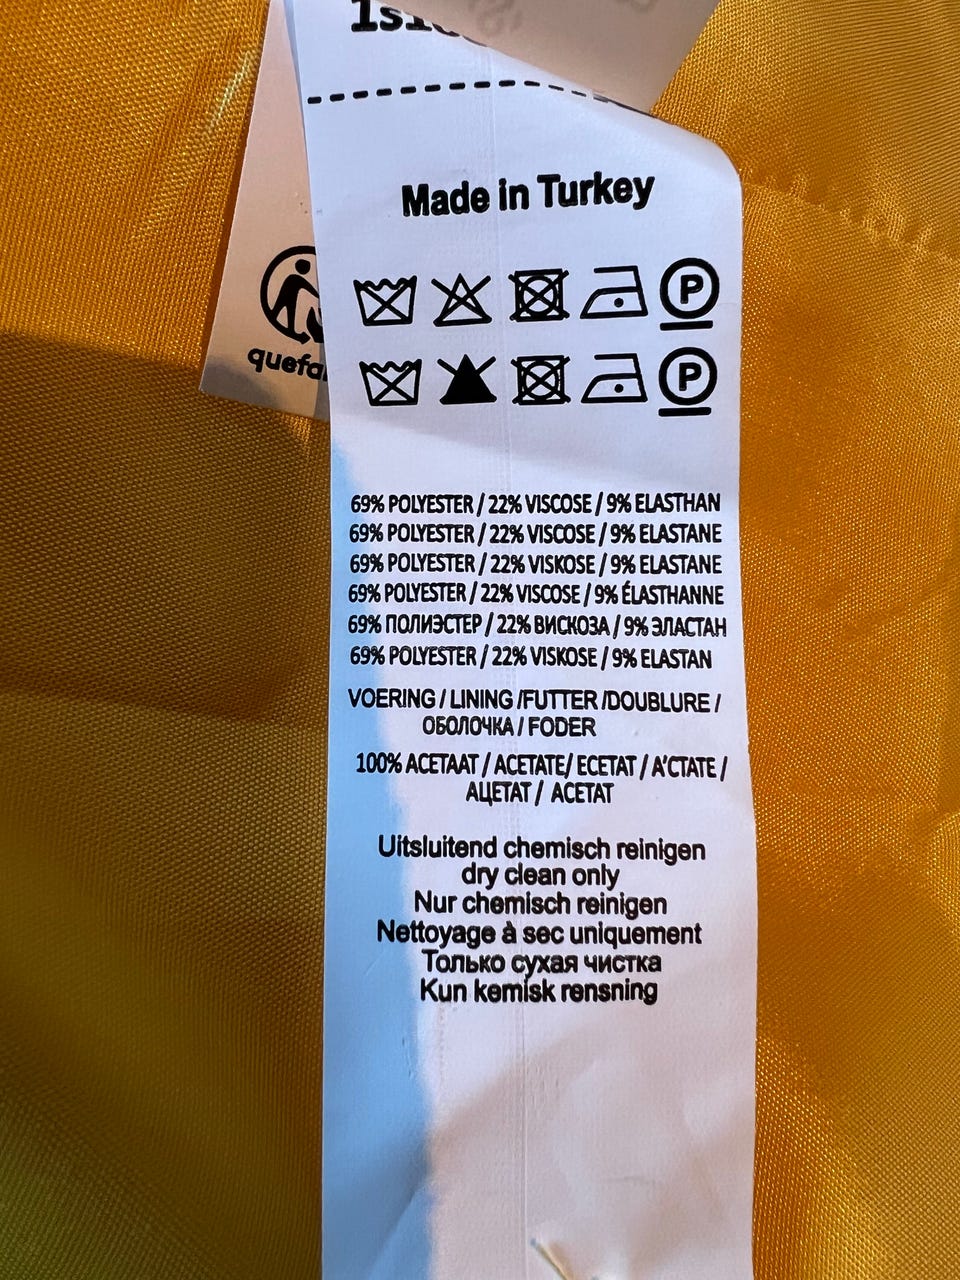 Made in Turkey
P
P
69% POLYESTER / 22% VISCOSE / 9% ELASTHAN
69% POLYESTER / 22% VISCOSE / 9% ELASTANE
69% POLYESTER / 22% VISKOSE / 9% ELASTANE
69% POLYESTER / 22% VISCOSE / 9% ÉLASTHANNE
69% ПОЛИЭСТЕР / 22% ВИСКОЗА / 9% ЭЛАСТАН
69% POLYESTER / 22% VISKOSE / 9% ELASTAN
VOERING / LINING /FUTTER /DOUBLURE /
ОБОЛОЧКА / FODER
100% ACETAAT / ACETATE/ ECETAT / A'CTATE /
АЦЕТАТ / ACETAT
Uitsluitend chemisch reinigen
dry clean only
Nur chemisch reinigen
Nettoyage à sec uniquement
Только сухая чистка
Kun kemisk rensning